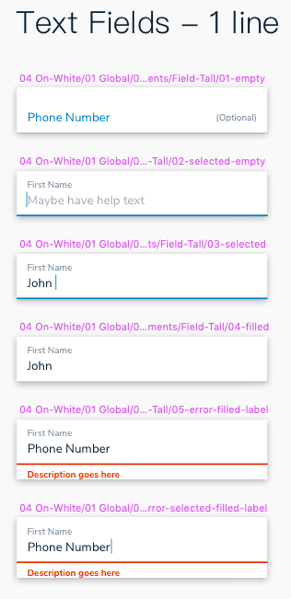 Text Fields – 1 line
04 On-White/01 Global/0...ents/Field-Tall/01-empty
Phone Number (Optional)
04 On-White/01 Global/0...-Tall/02-selected-empty
First Name
Maybe have help text
04 On-White/01 Global/0...ts/Field-Tall/03-selected
First Name
John
04 On-White/01 Global/0...ments/Field-Tall/04-filled
First Name
John
04 On-White/01 Global/0...-Tall/05-error-filled-label
First Name
Phone Number
Description goes here
04 On-White/01 Global/0...rror-selected-filled-label
First Name
Phone Number
Description goes here